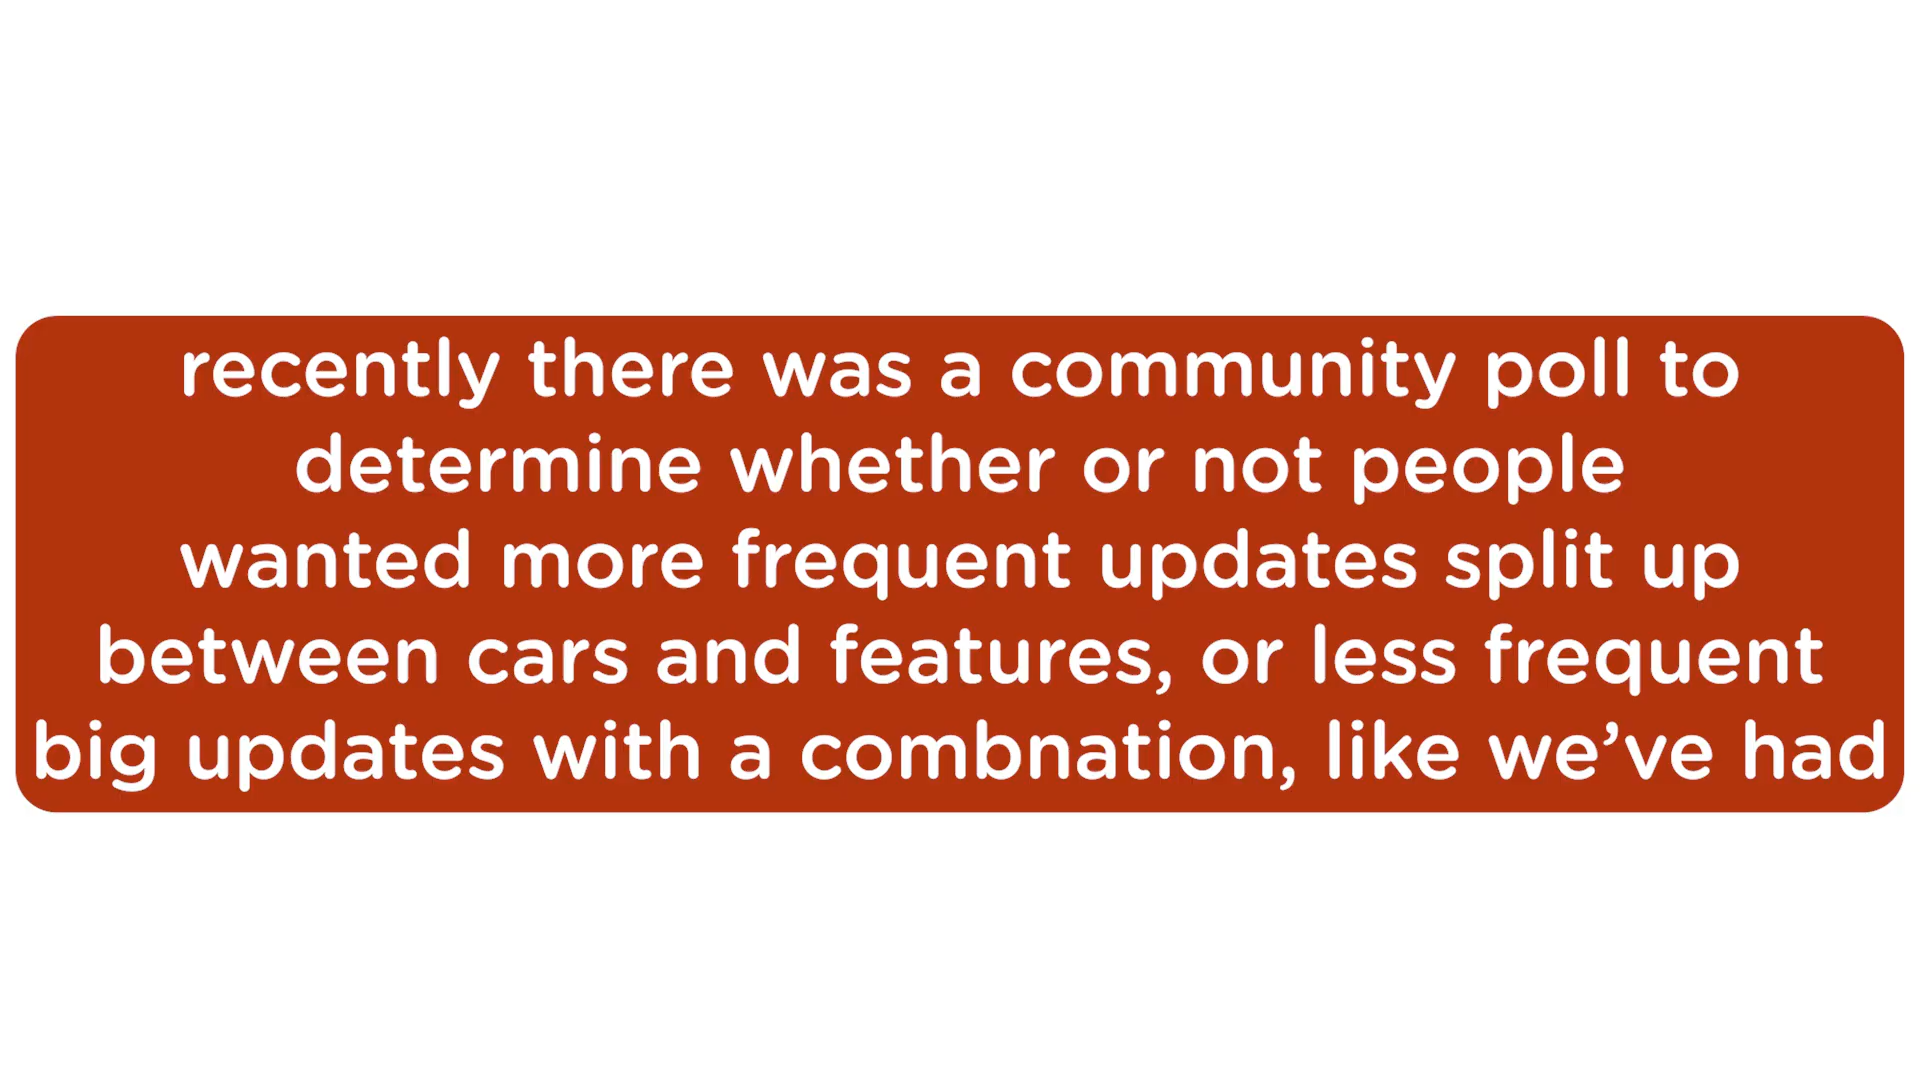 recently there was a community poll to
determine whether or not people
wanted more frequent updates split up
between cars and features, or less frequent
big updates with a combnation, like we’ve had